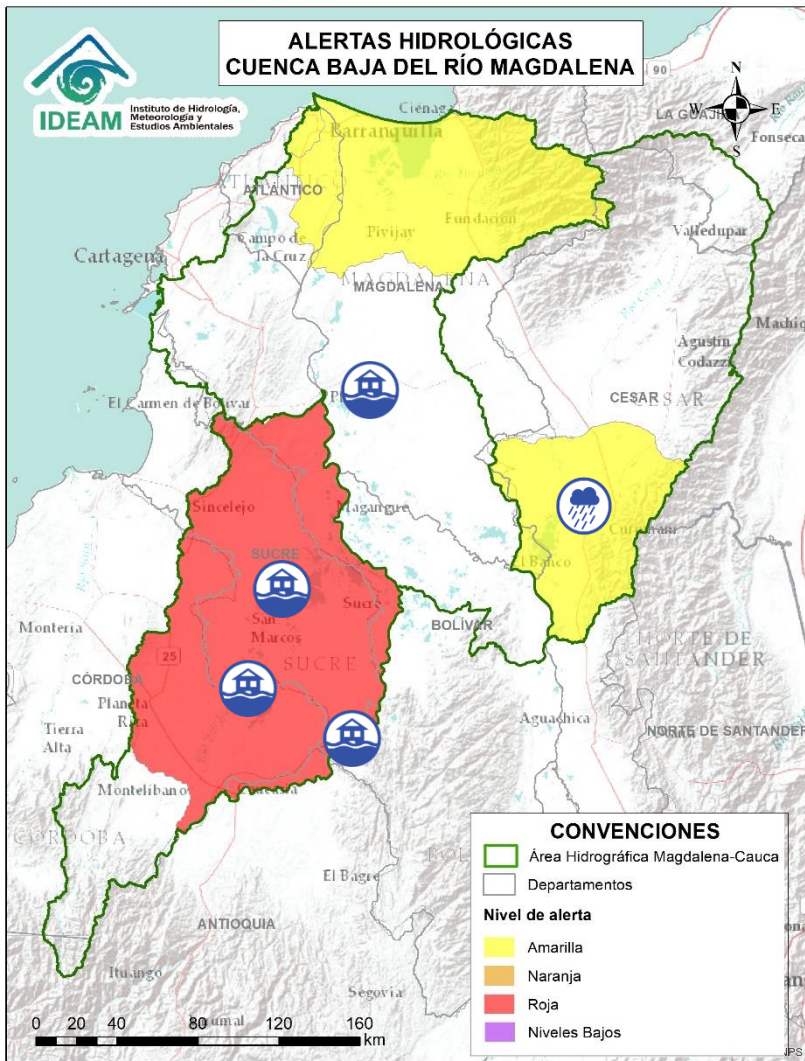 ALERTAS HIDROLÓGICAS
CUENCA BAJA DEL RÍO MAGDALENA
IDEAM
Instituto de Hidrología,
Meteorología y
Estudios Ambientales
90
N
W
E
S
Ciénaga
LA GUAJIRA
Fonseca
Barranquilla
ATLÁNTICO
ATLÁNTICO
Pivijay
Fundación
Valledupar
Campo de
la Cruz
Cartagena
MAGDALENA
MAGDALENA
Agustín
Codazzi
CESAR
CESAR
El Carmen de Bolívar
Sincelejo
Magangué
SUCRE
El Banco
Sucre
San
Marcos
BOLÍVAR
Montería
25
SUCRE
NORTE DE
SANTANDER
CÓRDOBA
Planeta
Rica
Tierra
Alta
Aguachica
NORTE DE SANTANDER
Montelíbano
CÓRDOBA
El Bagre
ANTIOQUIA
Ituango
Segovia
CONVENCIONES
Área Hidrográfica Magdalena-Cauca
Departamentos
Nivel de alerta
Amarilla
Naranja
Roja
Niveles Bajos
0 20 40 80 120 160
km